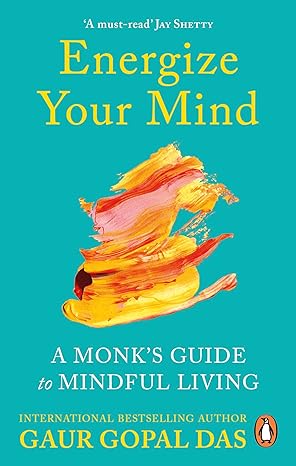 ‘A must-read’ JAY SHETTY
Energize
Your Mind
A MONK’S GUIDE
to MINDFUL LIVING
INTERNATIONAL BESTSELLING AUTHOR
GAUR GOPAL DAS